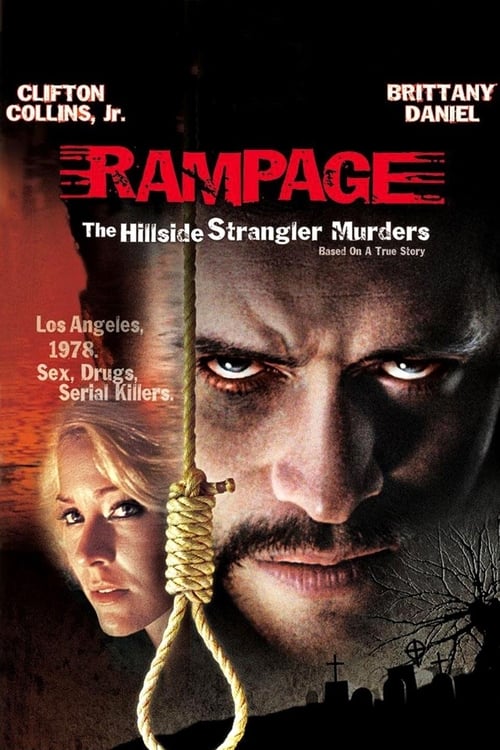 CLIFTON
COLLINS, Jr.
BRITTANY
DANIEL
RAMPAGE
The Hillside Strangler Murders
Based On A True Story
Los Angeles,
1978.
Sex, Drugs,
Serial Killers.